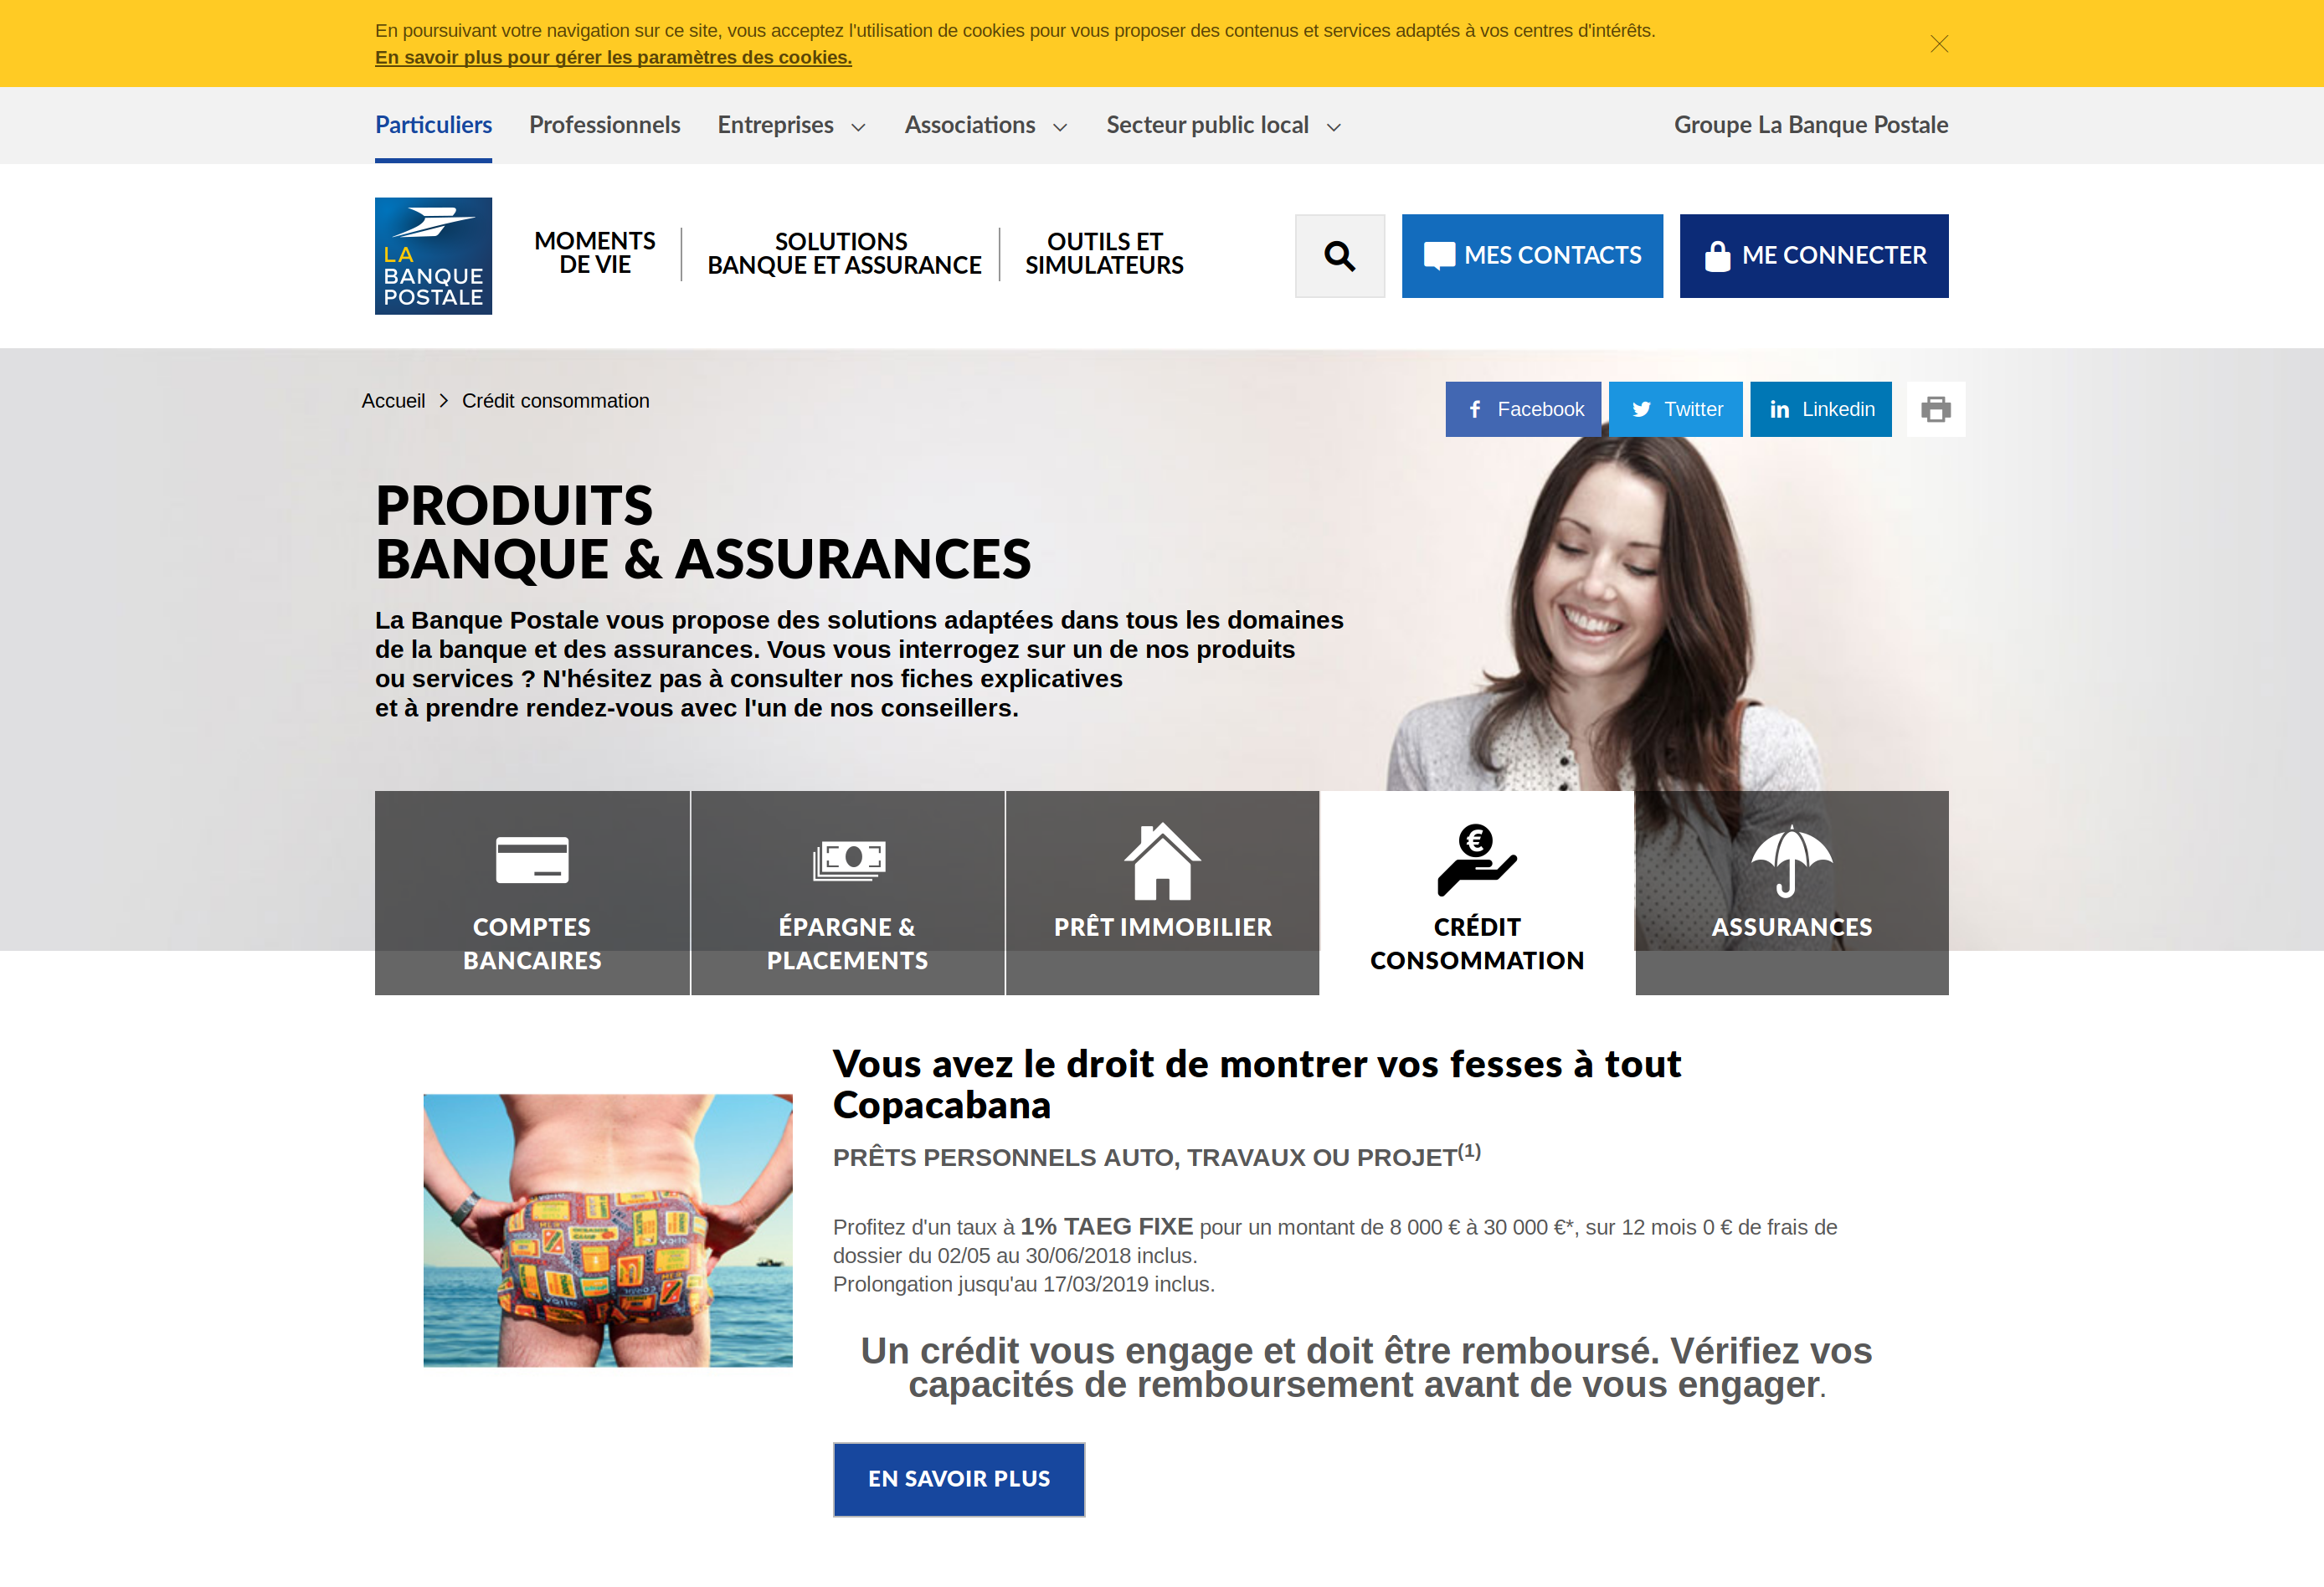 En poursuivant votre navigation sur ce site, vous acceptez l'utilisation de cookies pour vous proposer des contenus et services adaptés à vos centres d'intérêts.
En savoir plus pour gérer les paramètres des cookies.
Particuliers
Professionnels
Entreprises
Associations
Secteur public local
Groupe La Banque Postale
LA
BANQUE
POSTALE
MOMENTS
DE VIE
SOLUTIONS
BANQUE ET ASSURANCE
OUTILS ET
SIMULATEURS
MES CONTACTS
ME CONNECTER
Accueil
Crédit consommation
Facebook
Twitter
Linkedin
PRODUITS
BANQUE & ASSURANCES
La Banque Postale vous propose des solutions adaptées dans tous les domaines
de la banque et des assurances. Vous vous interrogez sur un de nos produits
ou services ? N'hésitez pas à consulter nos fiches explicatives
et à prendre rendez-vous avec l'un de nos conseillers.
COMPTES
BANCAIRES
ÉPARGNE &
PLACEMENTS
PRÊT IMMOBILIER
CRÉDIT
CONSOMMATION
ASSURANCES
Vous avez le droit de montrer vos fesses à tout
Copacabana
PRÊTS PERSONNELS AUTO, TRAVAUX OU PROJET(1)
Profitez d'un taux à 1% TAEG FIXE pour un montant de 8 000 € à 30 000 €*, sur 12 mois 0 € de frais de
dossier du 02/05 au 30/06/2018 inclus.
Prolongation jusqu'au 17/03/2019 inclus.
Un crédit vous engage et doit être remboursé. Vérifiez vos
capacités de remboursement avant de vous engager.
EN SAVOIR PLUS